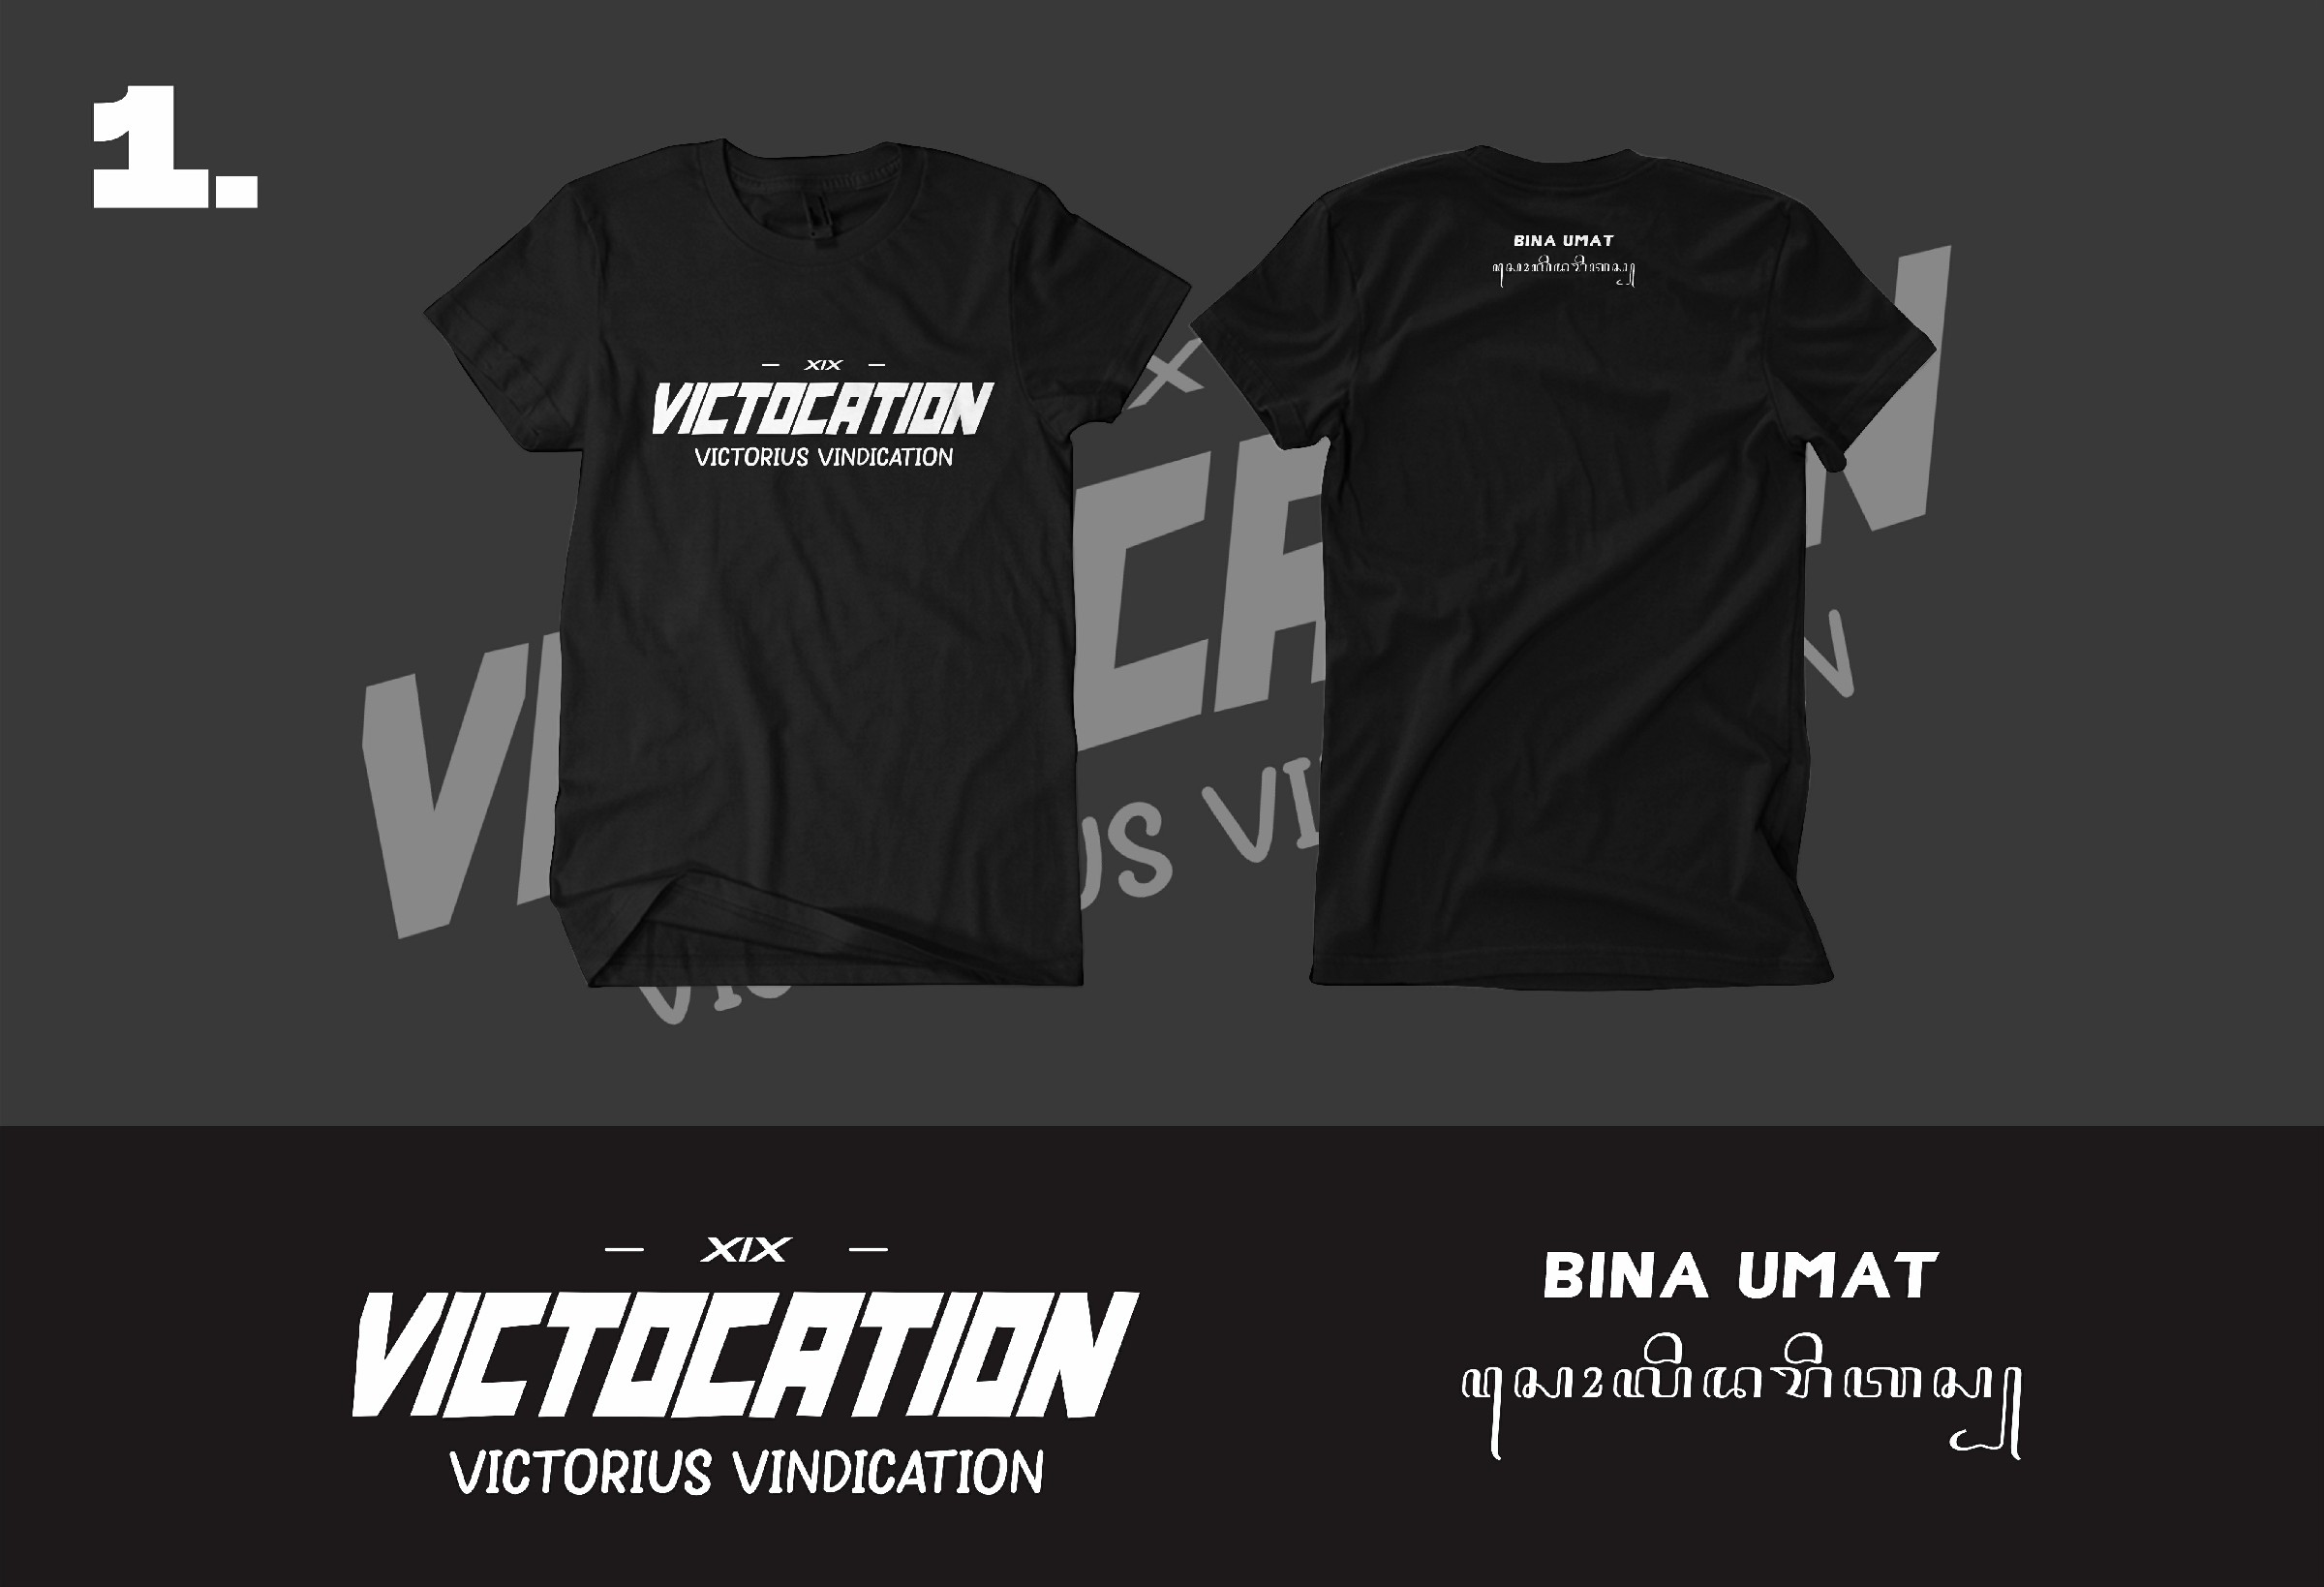 1.
— XIX —
VICTOCATION
VICTORIUS VINDICATION
BINA UMAT
— XIX —
VICTOCATION
VICTORIUS VINDICATION
BINA UMAT